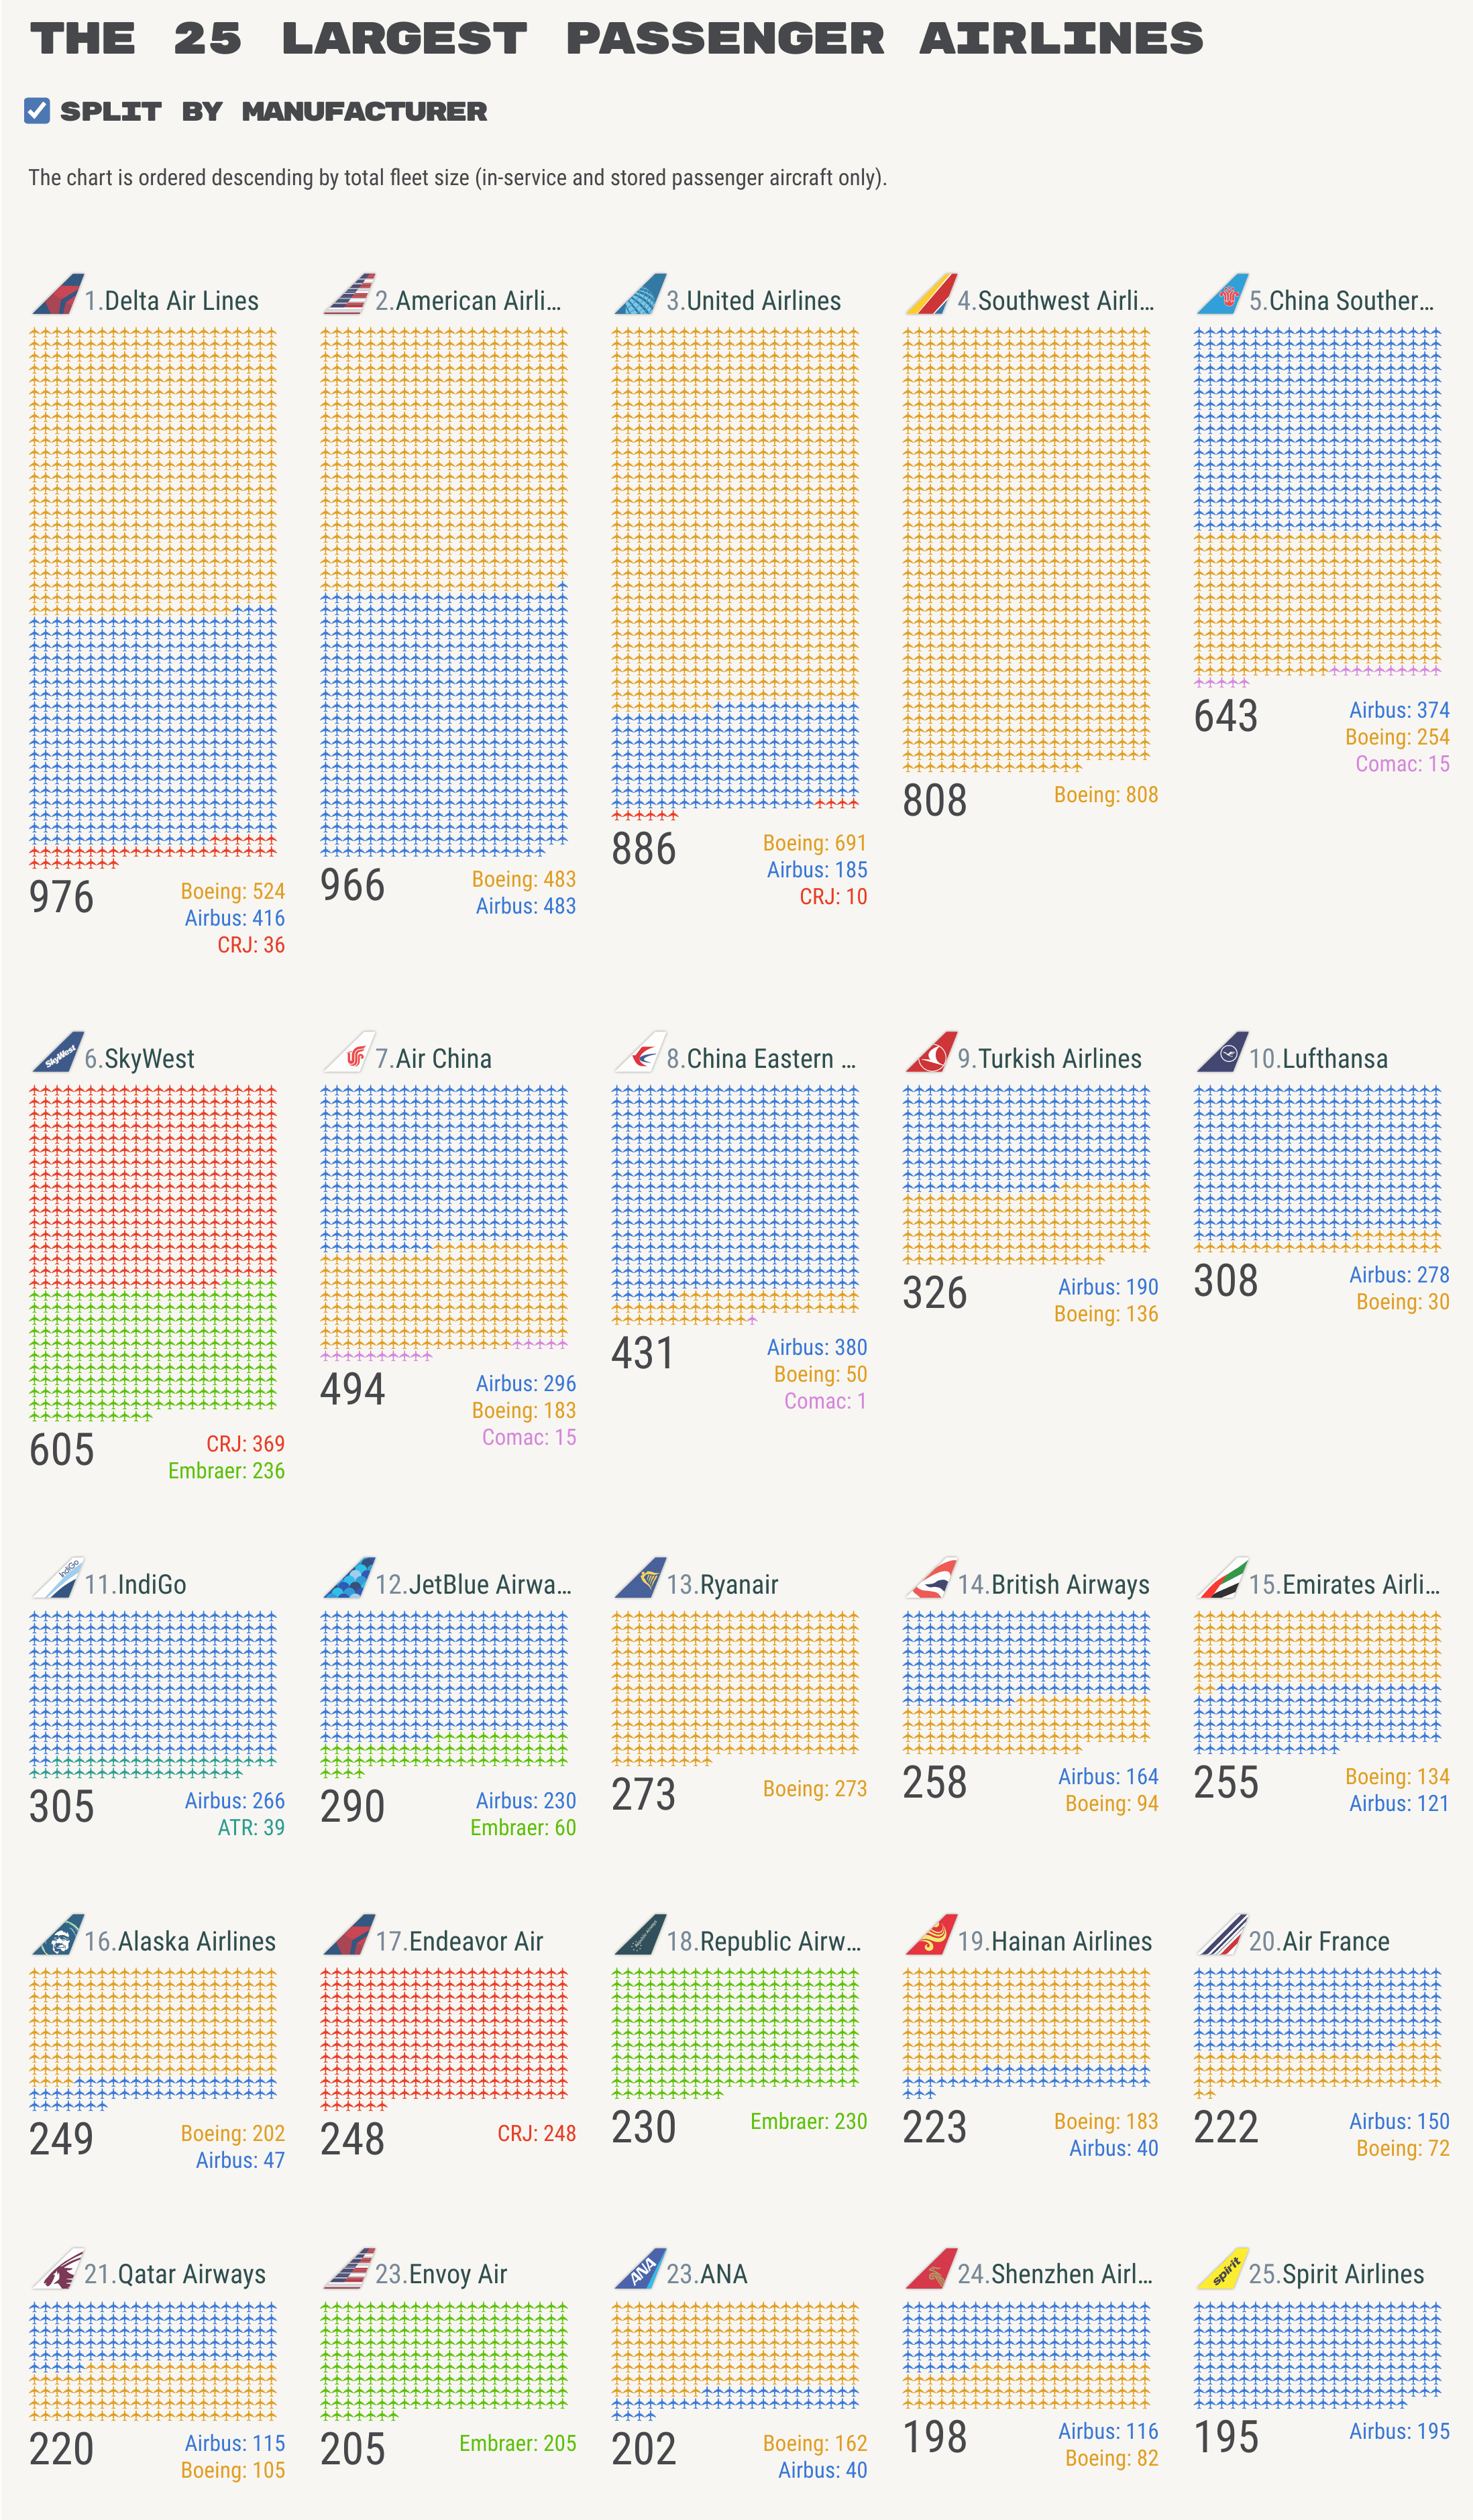 THE 25 LARGEST PASSENGER AIRLINES
SPLIT BY MANUFACTURER
The chart is ordered descending by total fleet size (in-service and stored passenger aircraft only).
1.Delta Air Lines
976
Boeing: 524
Airbus: 416
CRJ: 36
2.American Airli...
966
Boeing: 483
Airbus: 483
3.United Airlines
886
Boeing: 691
Airbus: 185
CRJ: 10
4.Southwest Airli...
808
Boeing: 808
5.China Souther...
643
Airbus: 374
Boeing: 254
Comac: 15
SkyWest
6.SkyWest
605
CRJ: 369
Embraer: 236
7.Air China
494
Airbus: 296
Boeing: 183
Comac: 15
8.China Eastern ...
431
Airbus: 380
Boeing: 50
Comac: 1
9.Turkish Airlines
326
Airbus: 190
Boeing: 136
10.Lufthansa
308
Airbus: 278
Boeing: 30
IndiGo
11.IndiGo
305
Airbus: 266
ATR: 39
12.JetBlue Airwa...
290
Airbus: 230
Embraer: 60
13.Ryanair
273
Boeing: 273
14.British Airways
258
Airbus: 164
Boeing: 94
15.Emirates Airli...
255
Boeing: 134
Airbus: 121
16.Alaska Airlines
249
Boeing: 202
Airbus: 47
17.Endeavor Air
248
CRJ: 248
18.Republic Airw...
230
Embraer: 230
19.Hainan Airlines
223
Boeing: 183
Airbus: 40
20.Air France
222
Airbus: 150
Boeing: 72
21.Qatar Airways
220
Airbus: 115
Boeing: 105
23.Envoy Air
205
Embraer: 205
ANA
23.ANA
202
Boeing: 162
Airbus: 40
24.Shenzhen Airl...
198
Airbus: 116
Boeing: 82
spirit
25.Spirit Airlines
195
Airbus: 195